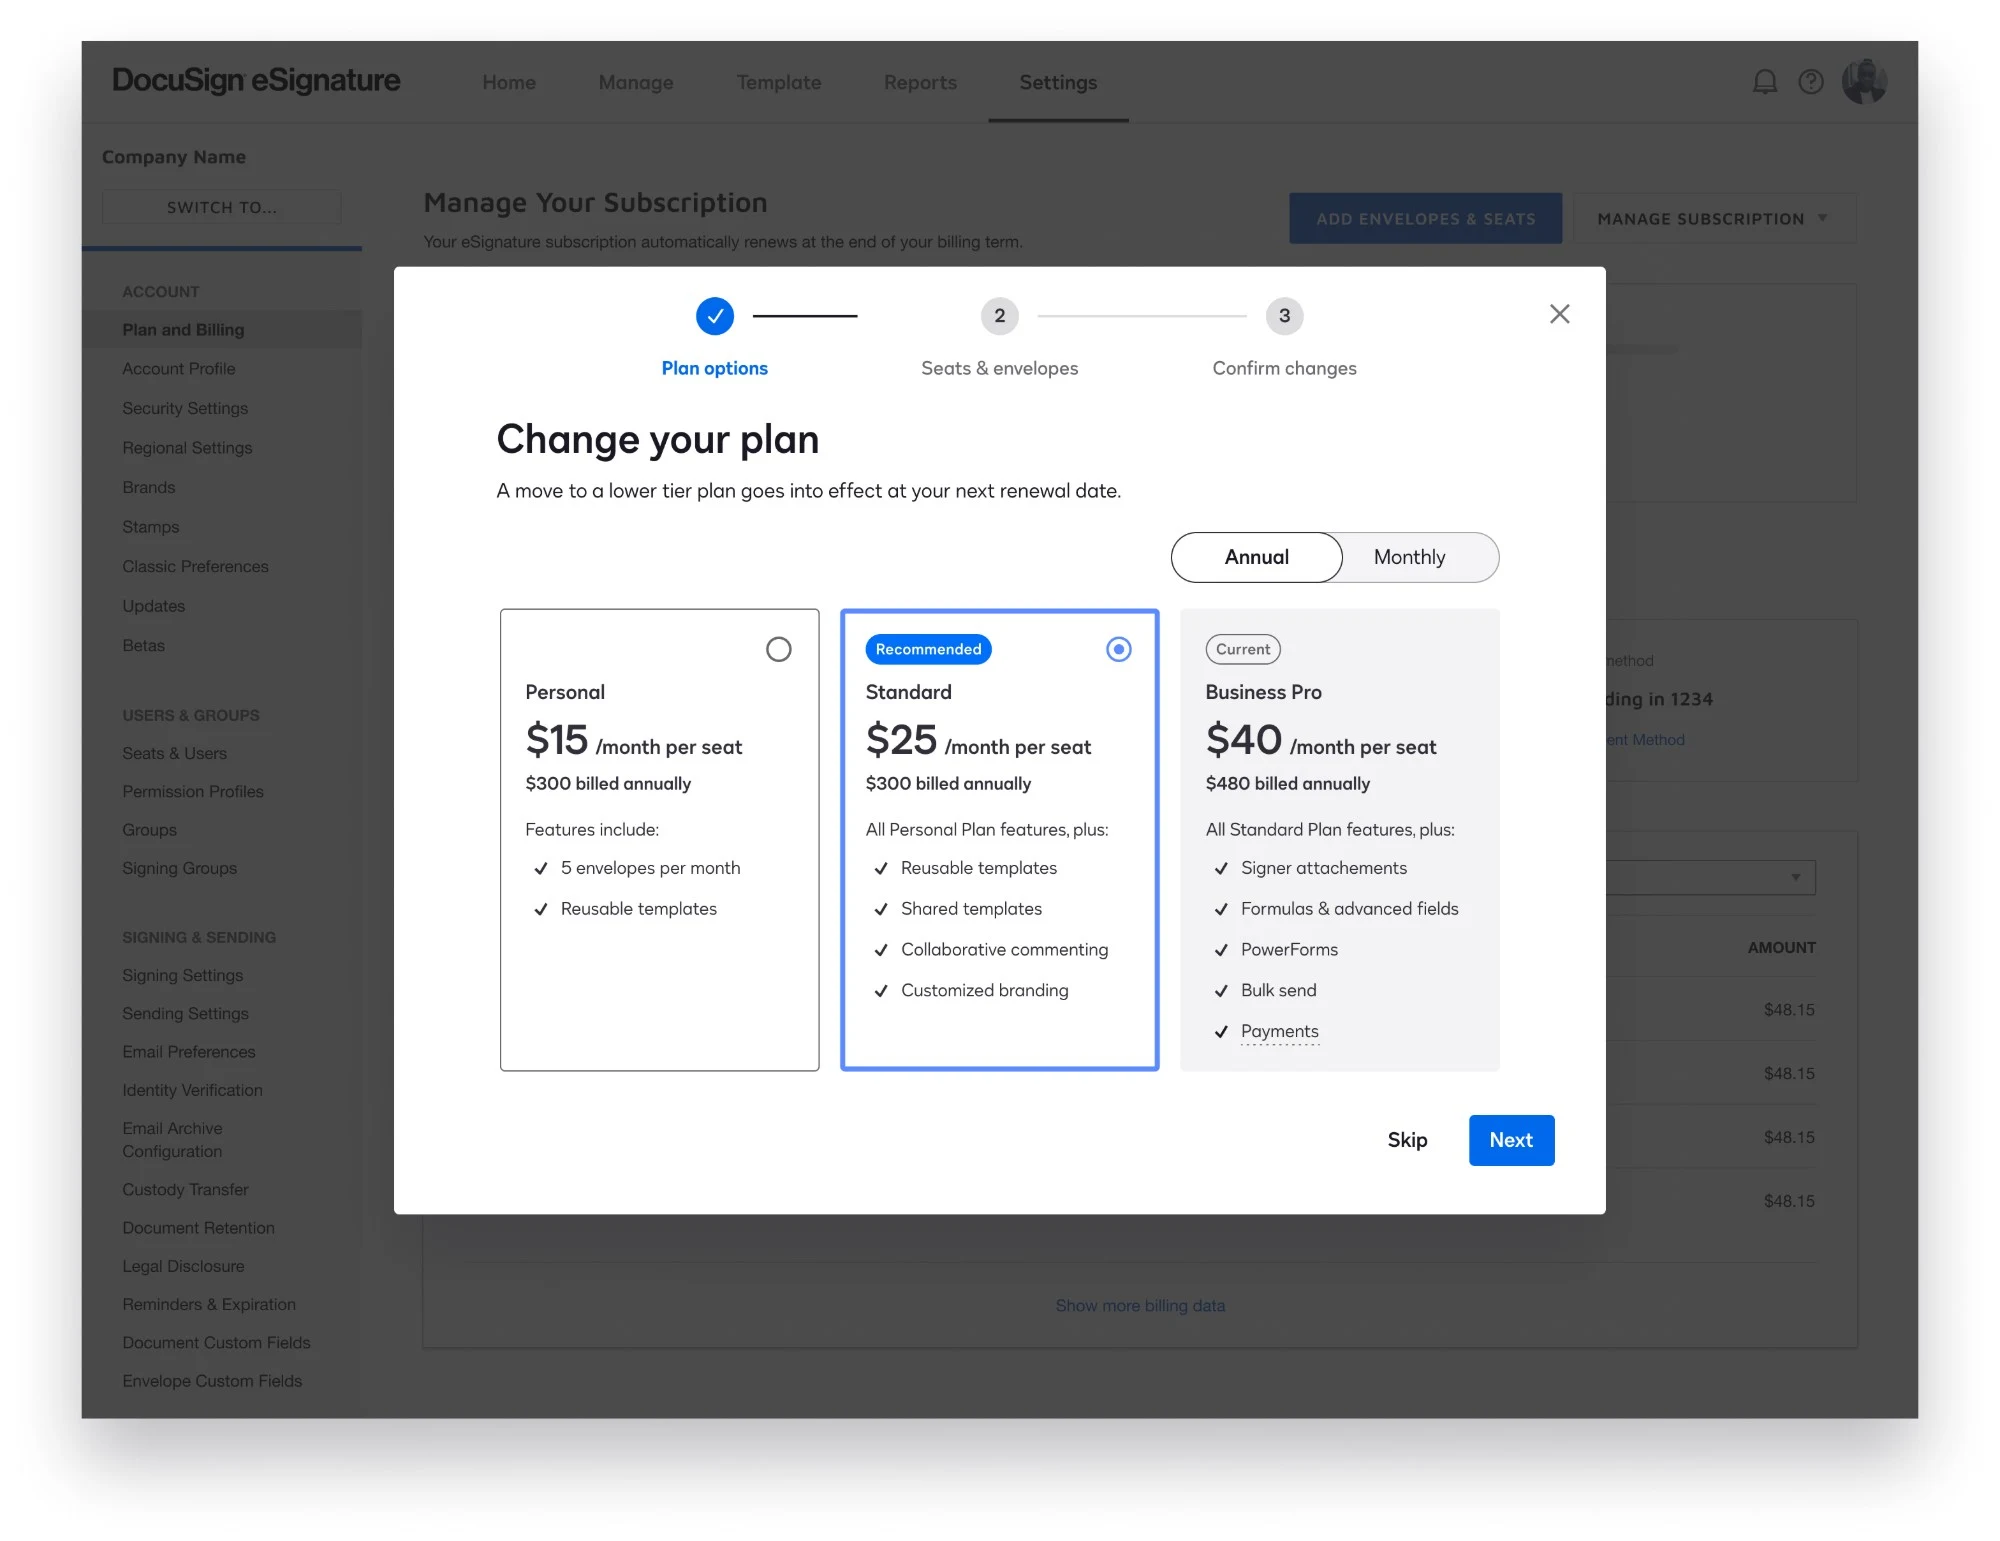 DocuSign eSignature
Home
Manage
Template
Reports
Settings
Company Name
SWITCH TO...
ACCOUNT
Plan and Billing
Account Profile
Security Settings
Regional Settings
Brands
Stamps
Classic Preferences
Updates
Betas
USERS & GROUPS
Seats & Users
Permission Profiles
Groups
Signing Groups
SIGNING & SENDING
Signing Settings
Sending Settings
Email Preferences
Identity Verification
Email Archive
Configuration
Custody Transfer
Document Retention
Legal Disclosure
Reminders & Expiration
Document Custom Fields
Envelope Custom Fields
Manage Your Subscription
Your eSignature subscription automatically renews at the end of your billing term.
ADD ENVELOPES & SEATS
MANAGE SUBSCRIPTION
2
3
Plan options
Seats & envelopes
Confirm changes
Change your plan
A move to a lower tier plan goes into effect at your next renewal date.
Annual
Monthly
Personal
$15 /month per seat
$300 billed annually
Features include:
5 envelopes per month
Reusable templates
Recommended
Standard
$25 /month per seat
$300 billed annually
All Personal Plan features, plus:
Reusable templates
Shared templates
Collaborative commenting
Customized branding
Current
Business Pro
$40 /month per seat
$480 billed annually
All Standard Plan features, plus:
Signer attachements
Formulas & advanced fields
PowerForms
Bulk send
Payments
Skip
Next
in 1234
Method
AMOUNT
$48.15
$48.15
$48.15
$48.15
Show more billing data